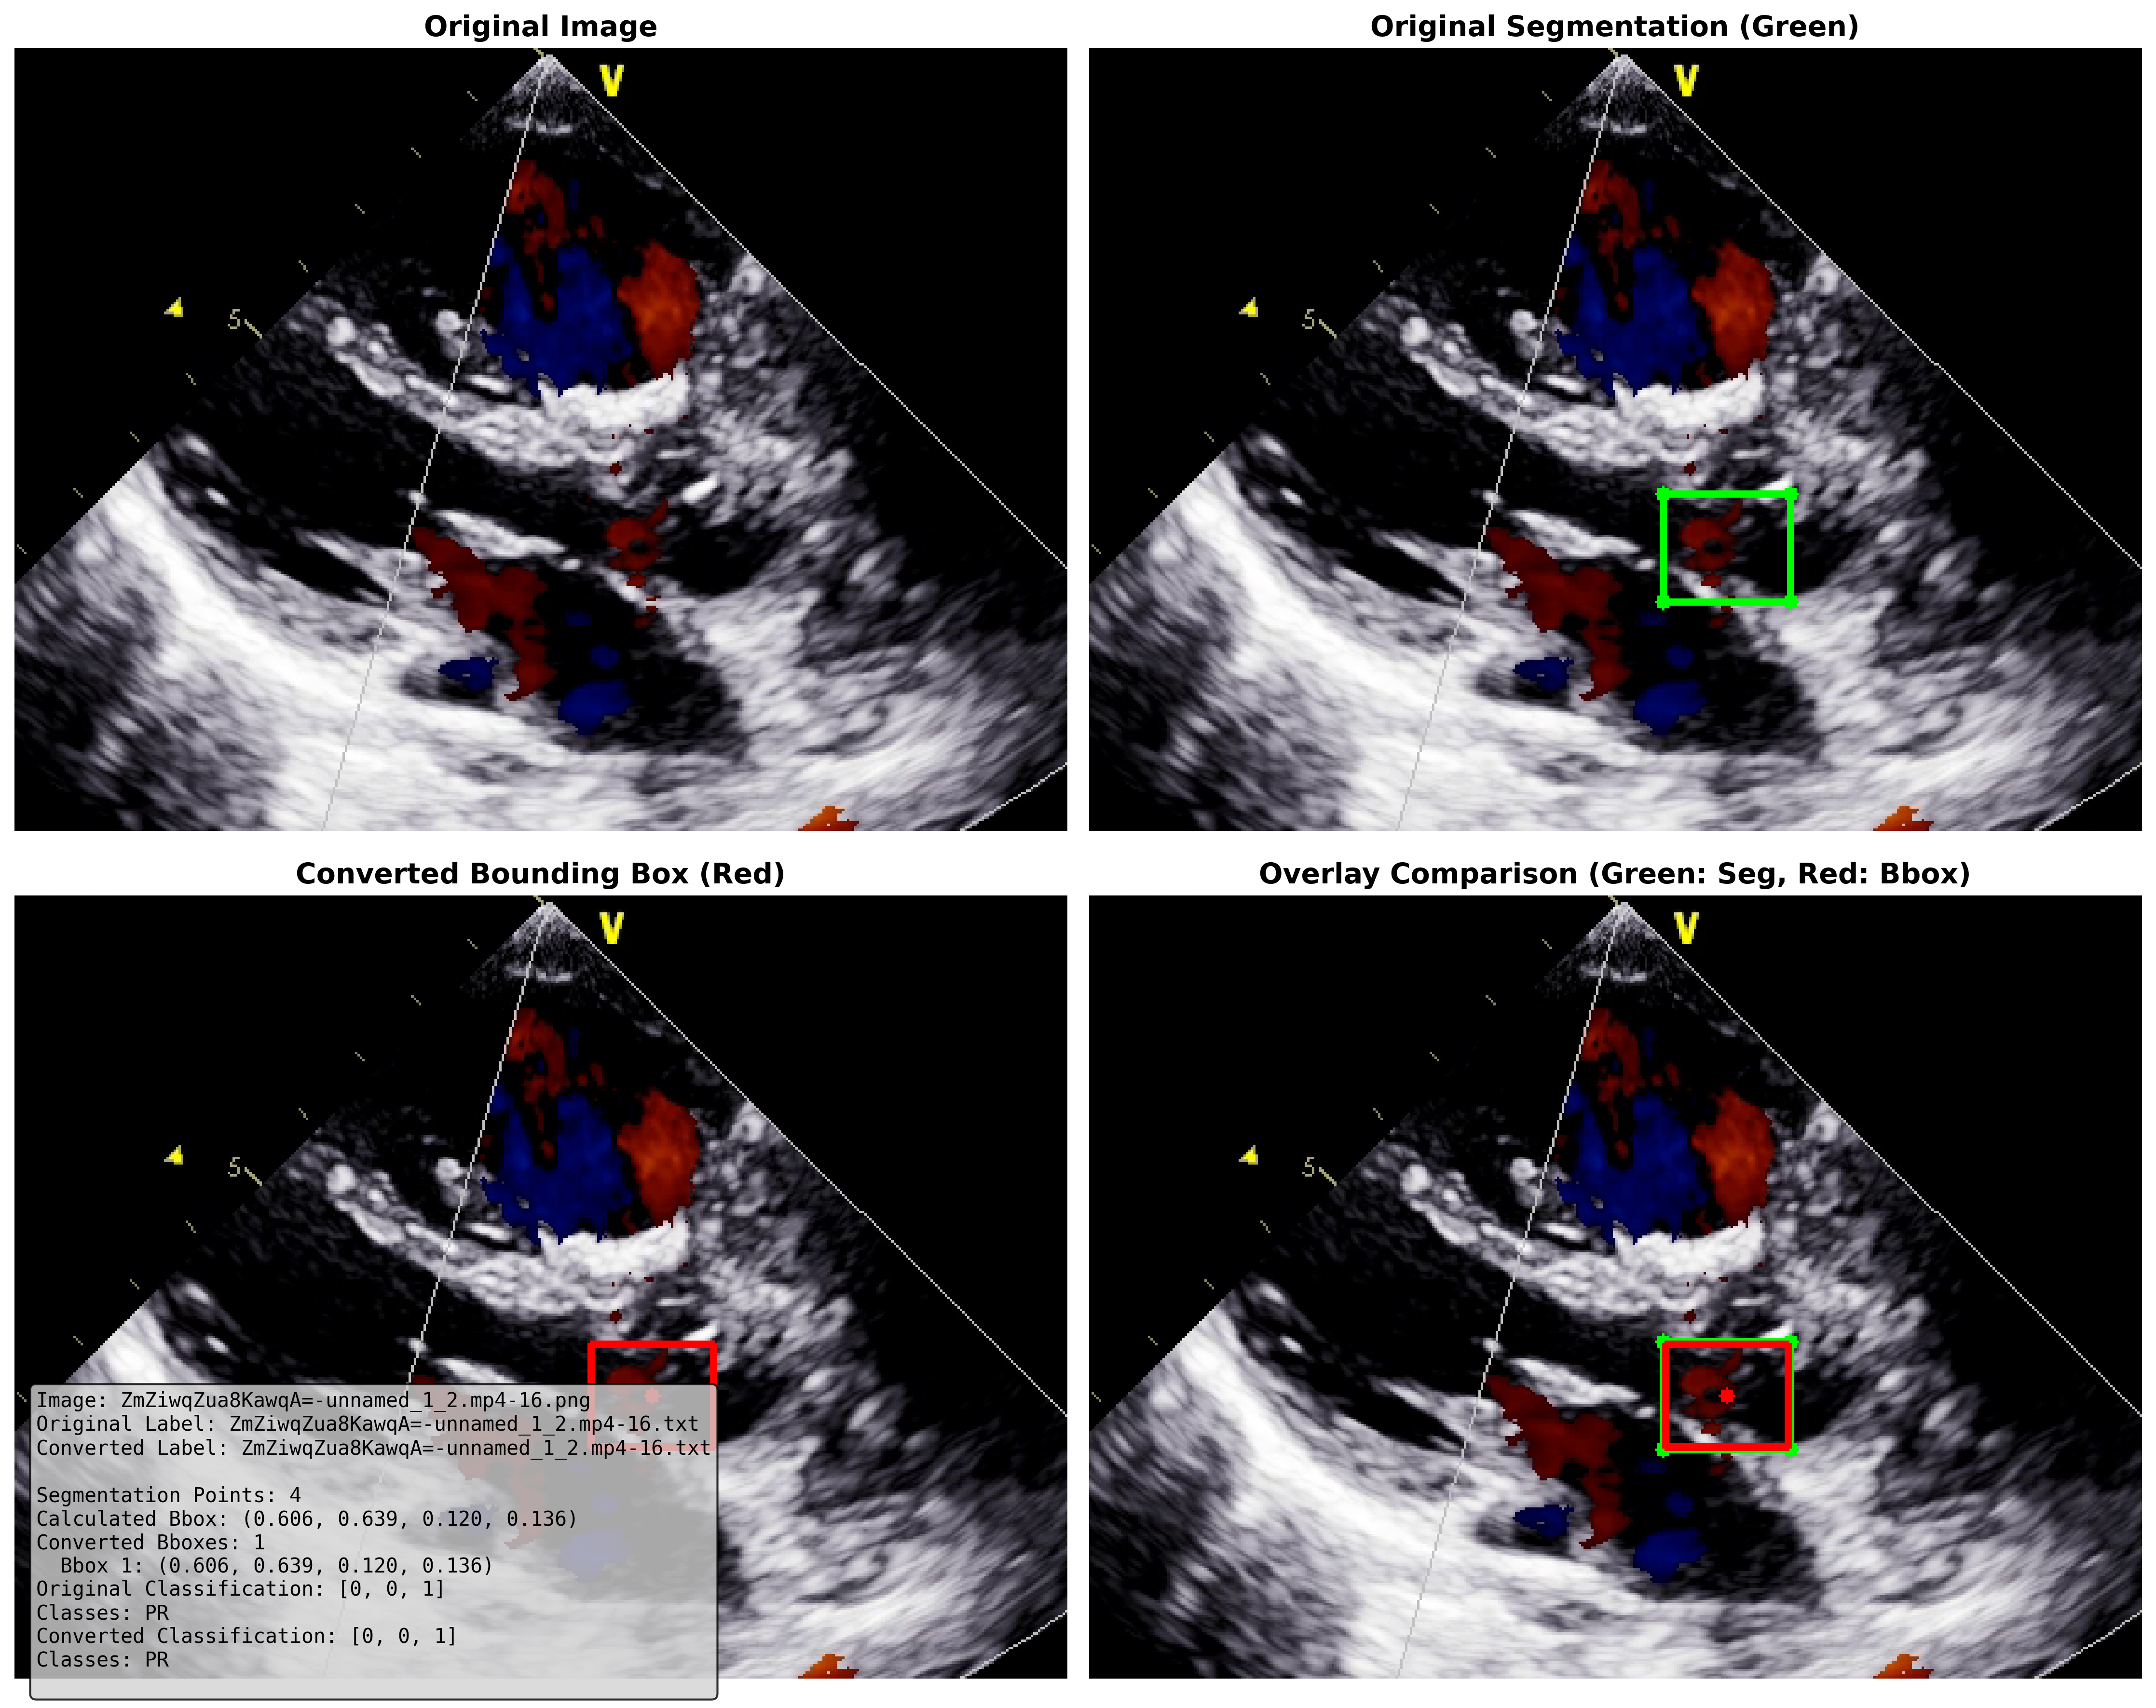 Original Image
Original Segmentation (Green)
V
5
V
5
Converted Bounding Box (Red)
Overlay Comparison (Green: Seg, Red: Bbox)
V
5
V
5
Image: ZmZiwqZua8KawqA=-unnamed_1_2.mp4-16.png
Original Label: ZmZiwqZua8KawqA=-unnamed_1_2.mp4-16.txt
Converted Label: ZmZiwqZua8KawqA=-unnamed_1_2.mp4-16.txt
Segmentation Points: 4
Calculated Bbox: (0.606, 0.639, 0.120, 0.136)
Converted Bboxes: 1
Bbox 1: (0.606, 0.639, 0.120, 0.136)
Original Classification: [0, 0, 1]
Classes: PR
Converted Classification: [0, 0, 1]
Classes: PR